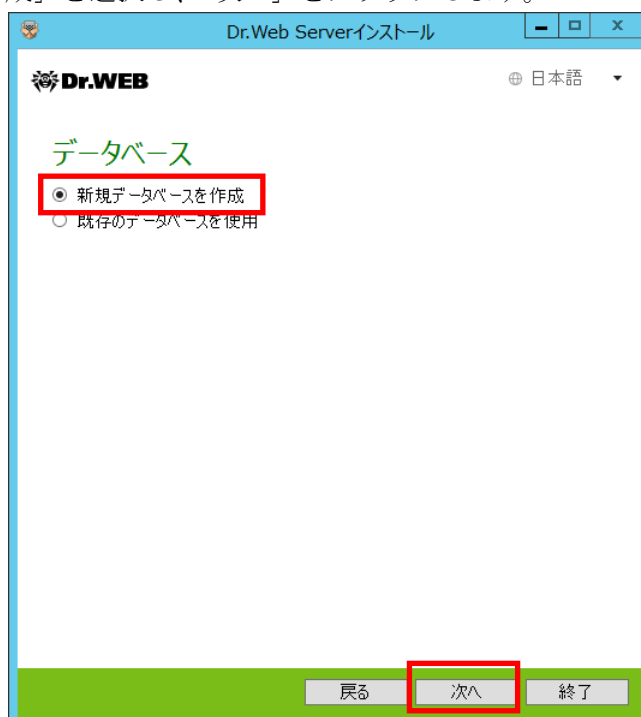 Dr.Web Serverインストール
Dr.WEB
日本語
データベース
新規データベースを作成
既存のデータベースを使用
戻る
次へ
終了